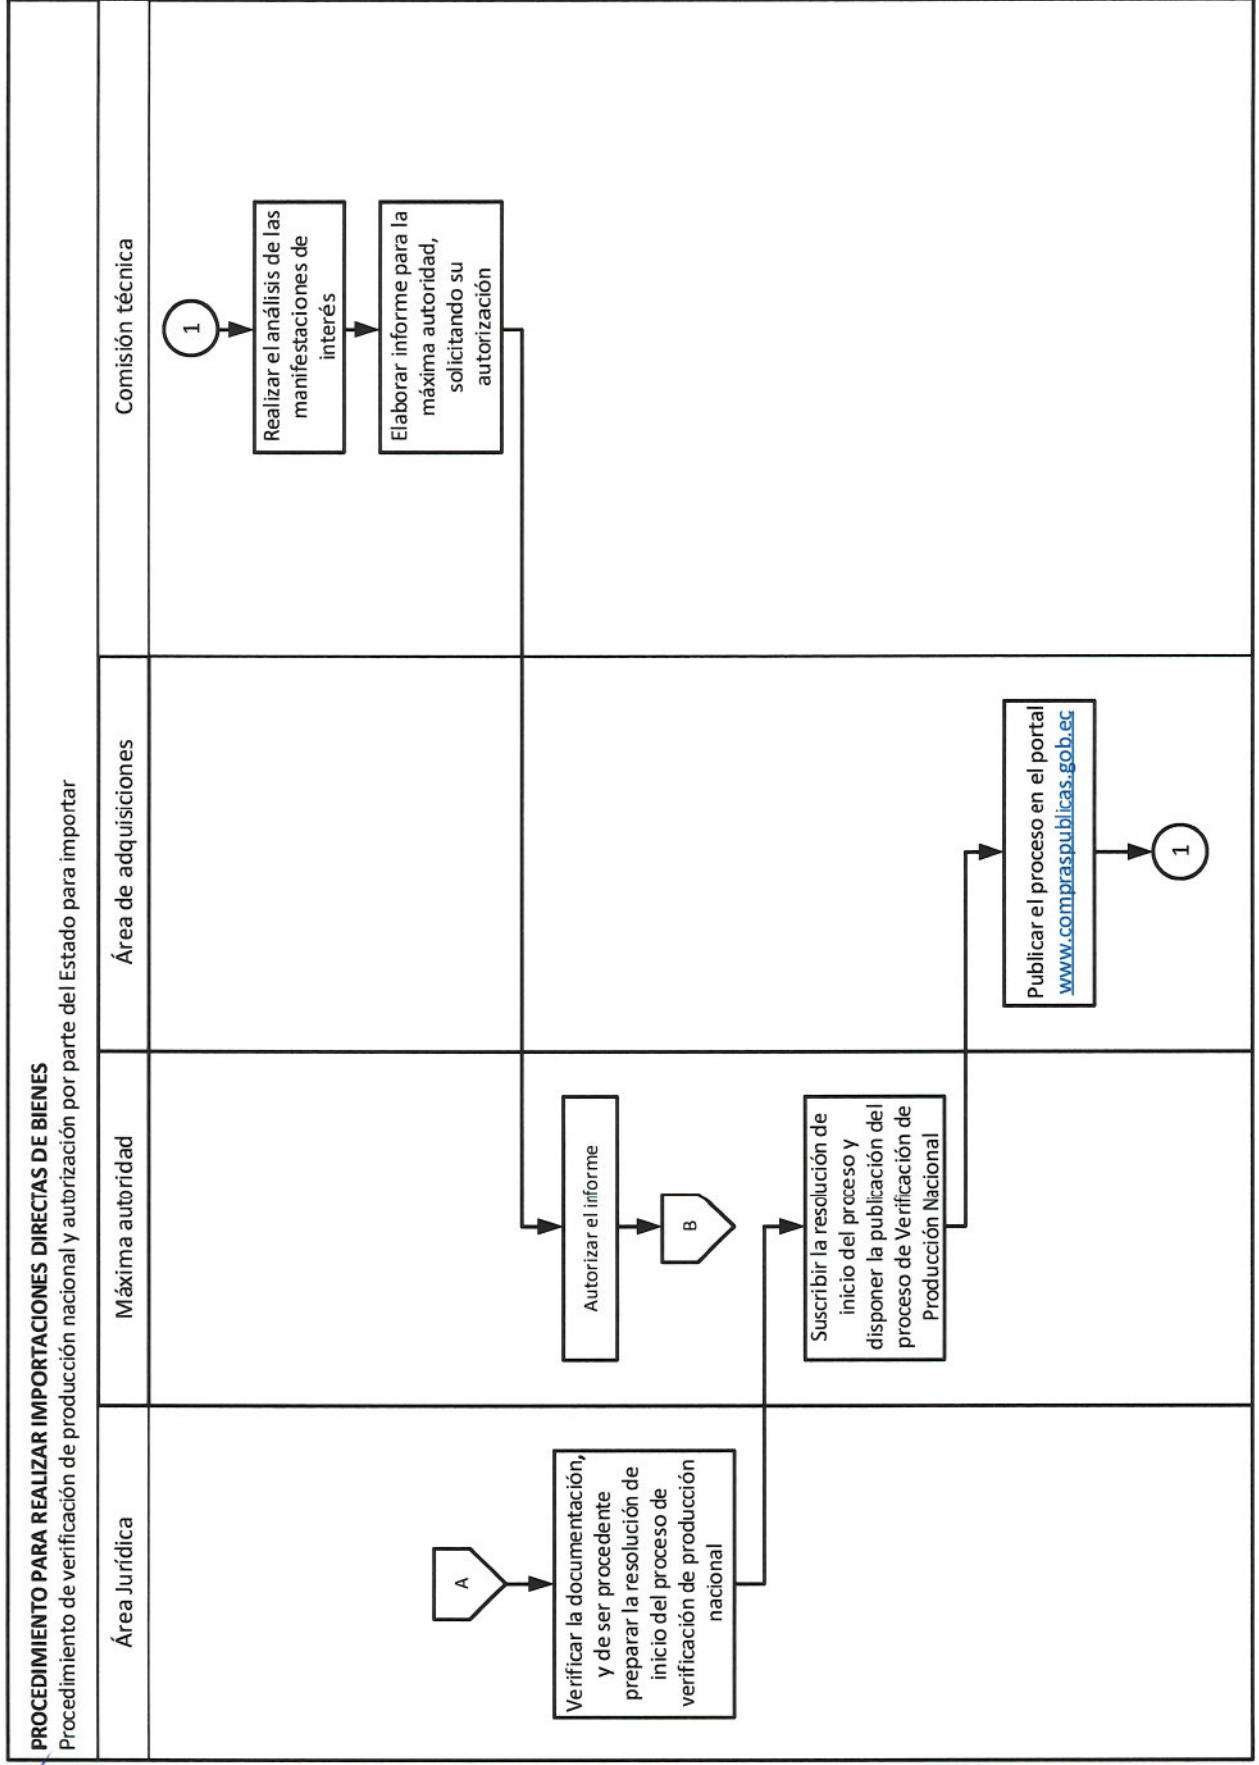 PROCEDIMIENTO PARA REALIZAR IMPORTACIONES DIRECTAS DE BIENES
Procedimiento de verificación de producción nacional y autorización por parte del Estado para importar
Área Jurídica
Máxima autoridad
Área de adquisiciones
Comisión técnica
A
Verificar la documentación,
y de ser procedente
preparar la resolución de
inicio del proceso de
verificación de producción
nacional
Autorizar el informe
B
Suscribir la resolución de
inicio del proceso y
disponer la publicación del
proceso de Verificación de
Producción Nacional
Publicar el proceso en el portal
www.compraspublicas.gob.ec
1
1
Realizar el análisis de las
manifestaciones de
interés
Elaborar informe para la
máxima autoridad,
solicitando su
autorización